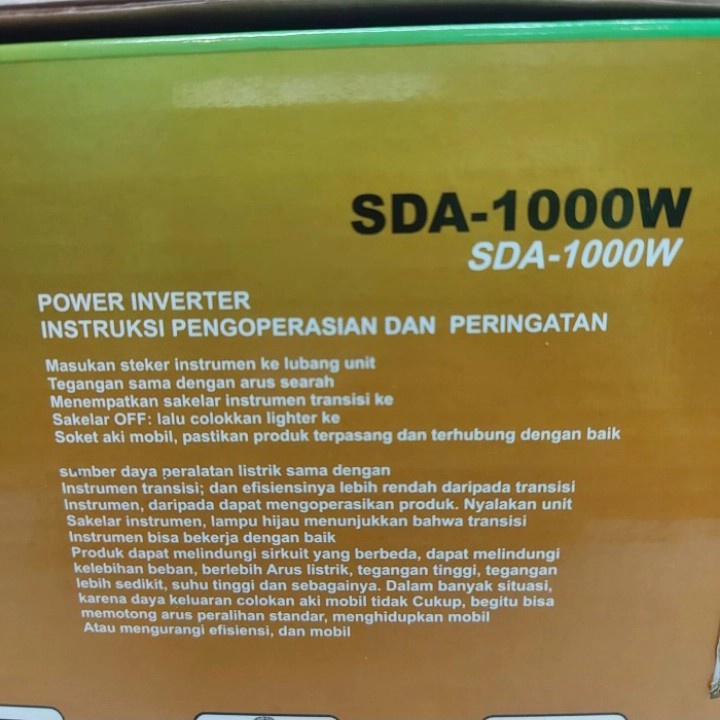 SDA-1000W
SDA-1000W
POWER INVERTER
INSTRUKSI PENGOPERASIAN DAN PERINGATAN
Masukan steker instrumen ke lubang unit
Tegangan sama dengan arus searah
Menempatkan sakelar instrumen transisi ke
Sakelar OFF: lalu colokkan lighter ke
Soket aki mobil, pastikan produk terpasang dan terhubung dengan baik
sumber daya peralatan listrik sama dengan
Instrumen transisi; dan efisiensinya lebih rendah daripada transisi
Instrumen, daripada dapat mengoperasikan produk. Nyalakan unit
Sakelar instrumen, lampu hijau menunjukkan bahwa transisi
Instrumen bisa bekerja dengan baik
Produk dapat melindungi sirkuit yang berbeda, dapat melindungi
kelebihan beban, berlebih Arus listrik, tegangan tinggi, tegangan
lebih sedikit, suhu tinggi dan sebagainya. Dalam banyak situasi,
karena daya keluaran colokan aki mobil tidak Cukup, begitu bisa
memotong arus peralihan standar, menghidupkan mobil
Atau mengurangi efisiensi, dan mobil